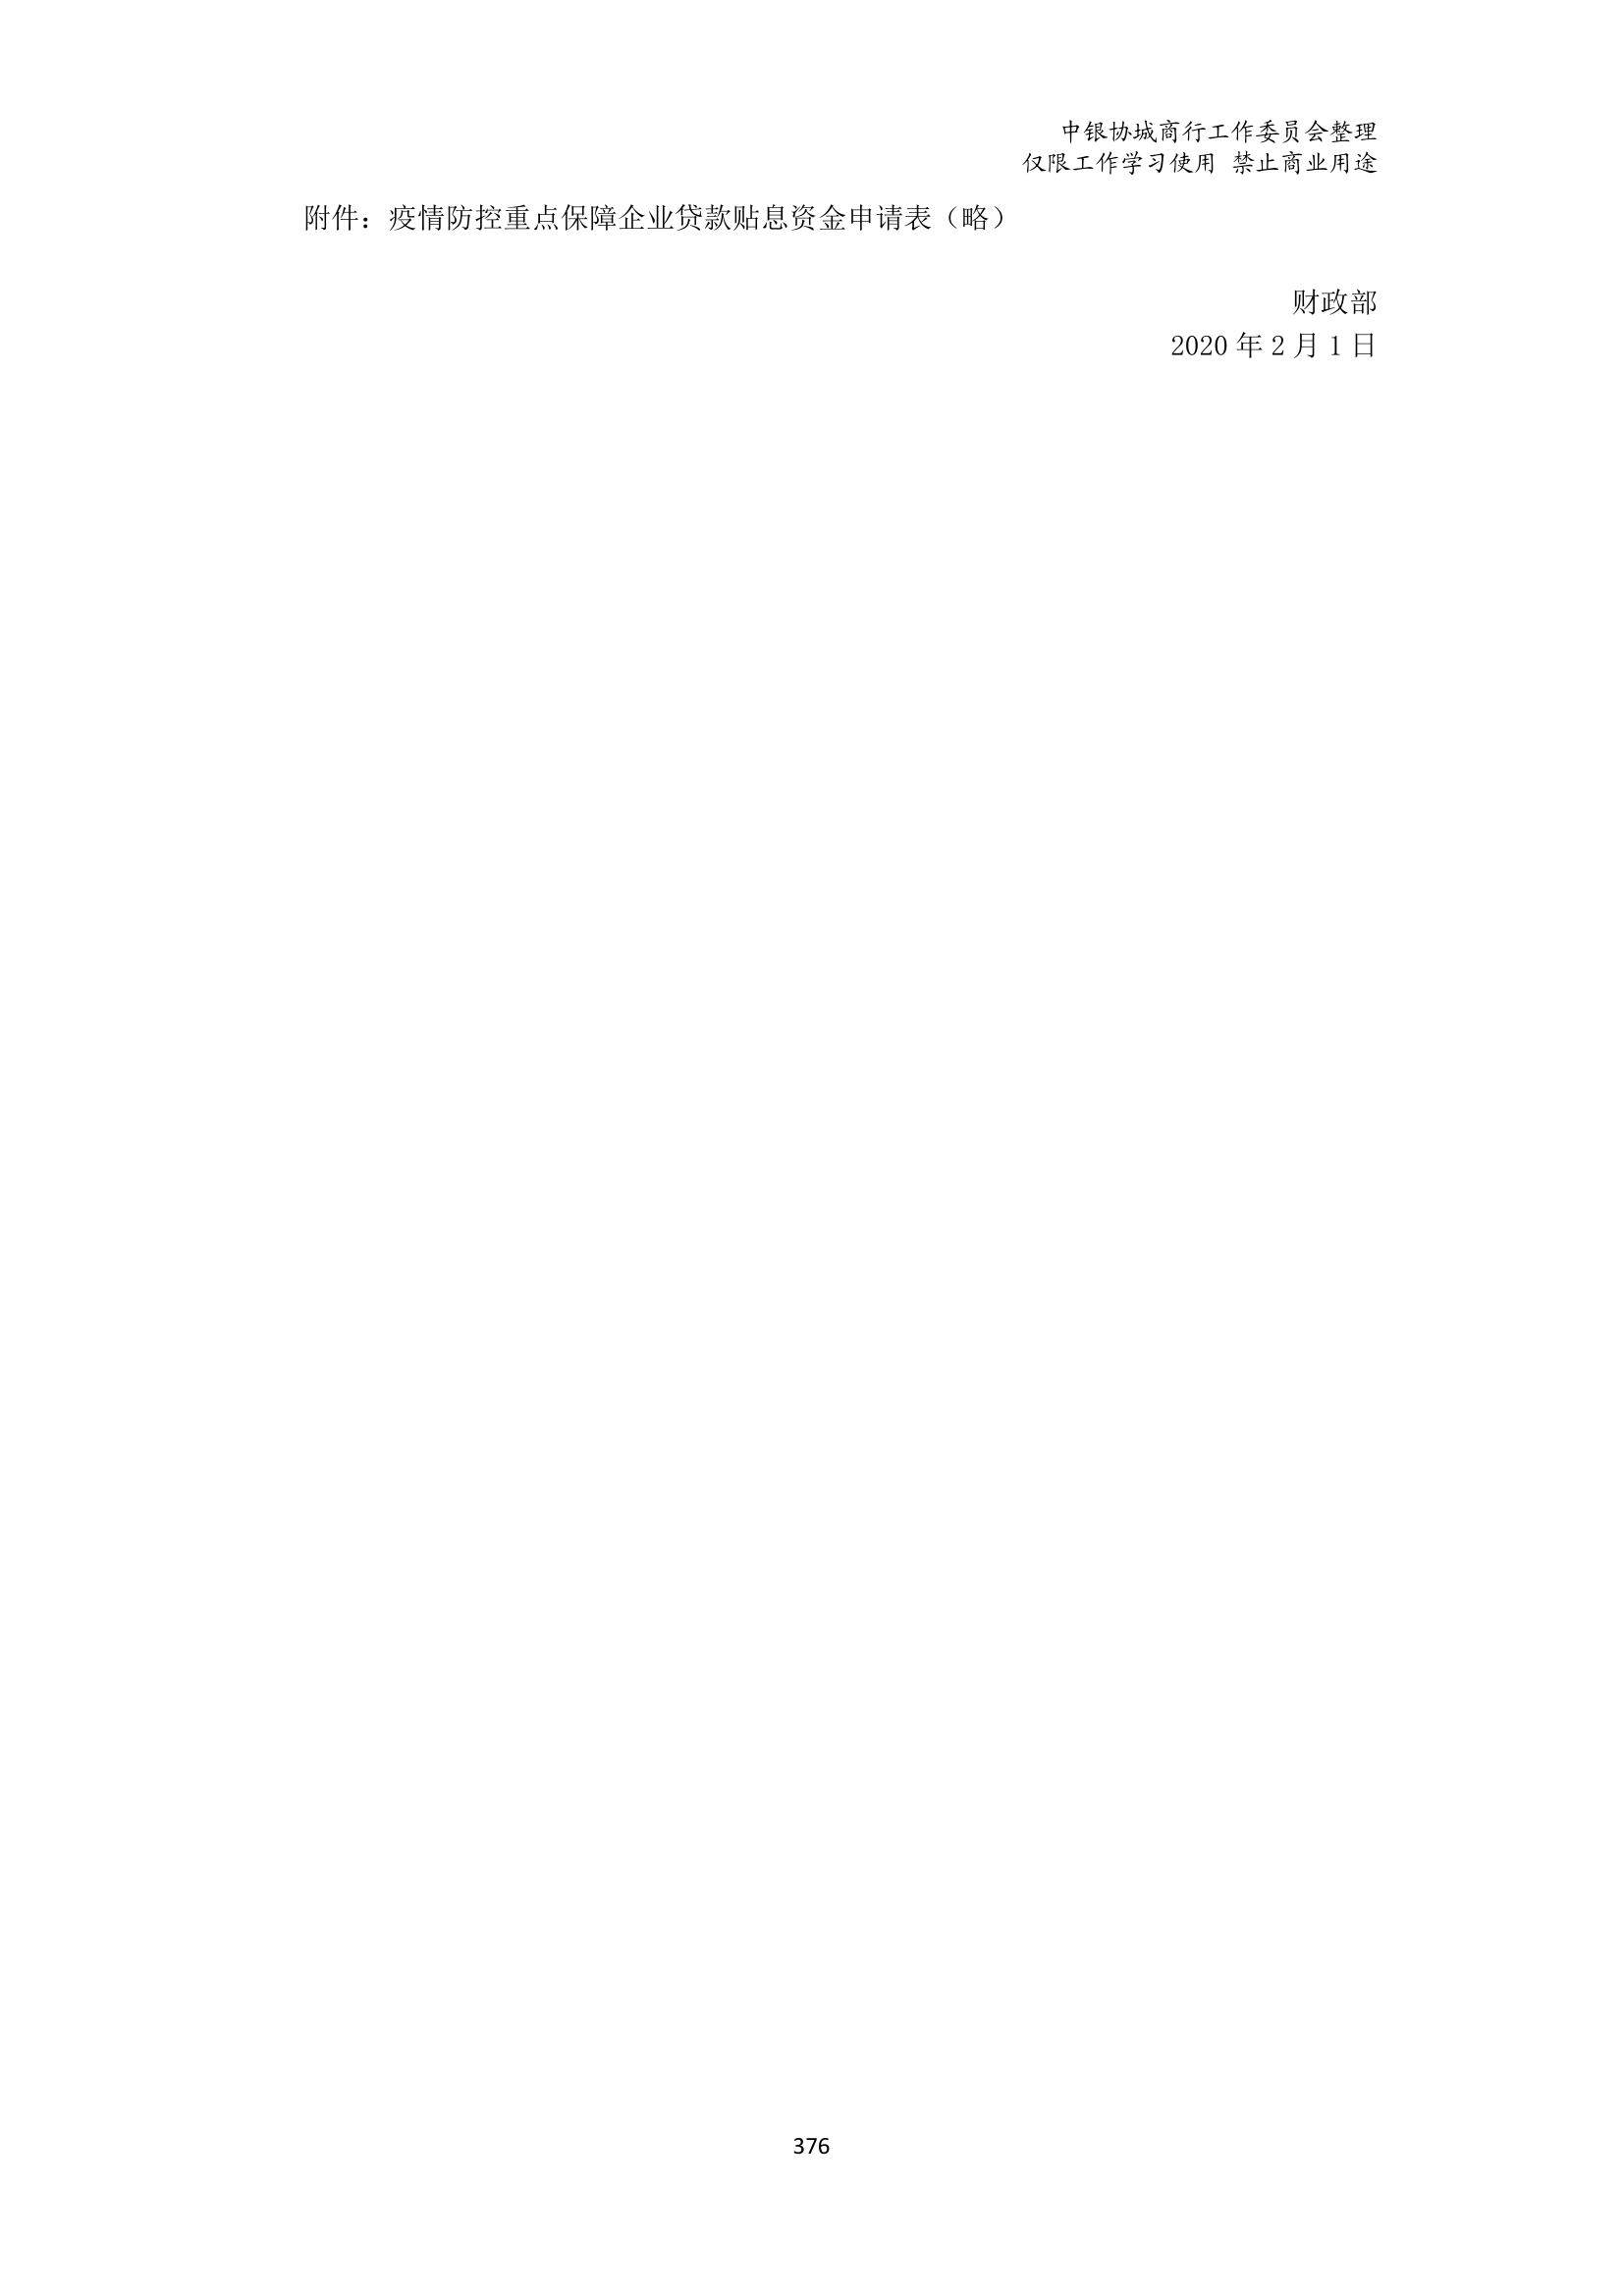 中银协城商行工作委员会整理
仅限工作学习使用 禁止商业用途
附件：疫情防控重点保障企业贷款贴息资金申请表（略）
财政部
2020 年 2 月 1 日
376